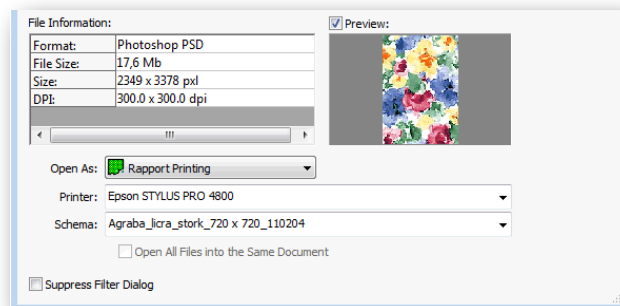 File Information:
Preview:
Format: Photoshop PSD
File Size: 17,6 Mb
Size: 2349 x 3378 pxl
DPI: 300.0 x 300.0 dpi
Open As: Rapport Printing
Printer: Epson STYLUS PRO 4800
Schema: Agraba_licra_stork_720 x 720_110204
Open All Files into the Same Document
Suppress Filter Dialog